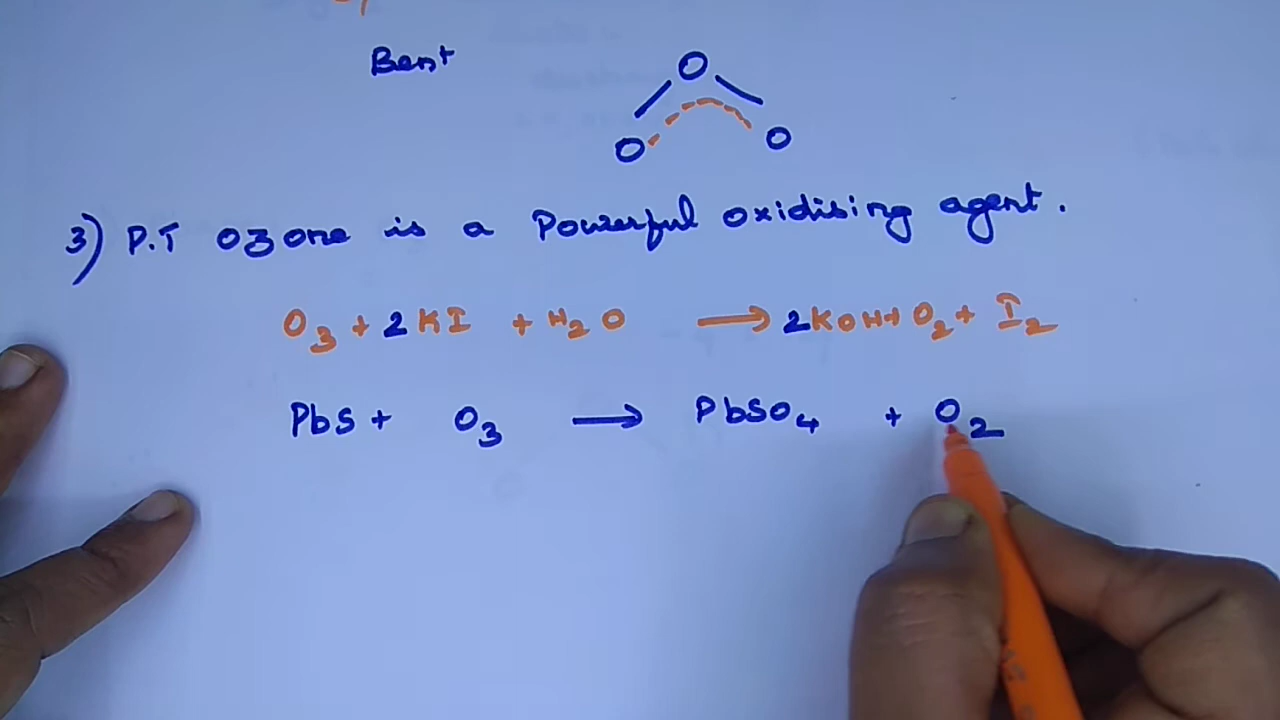 Bent
O
O O
3) P.T ozone is a Powerful oxidising agent.
O3 + 2KI + H2O → 2KOH + O2 + I2
PbS + O3 → PbSO4 + O2